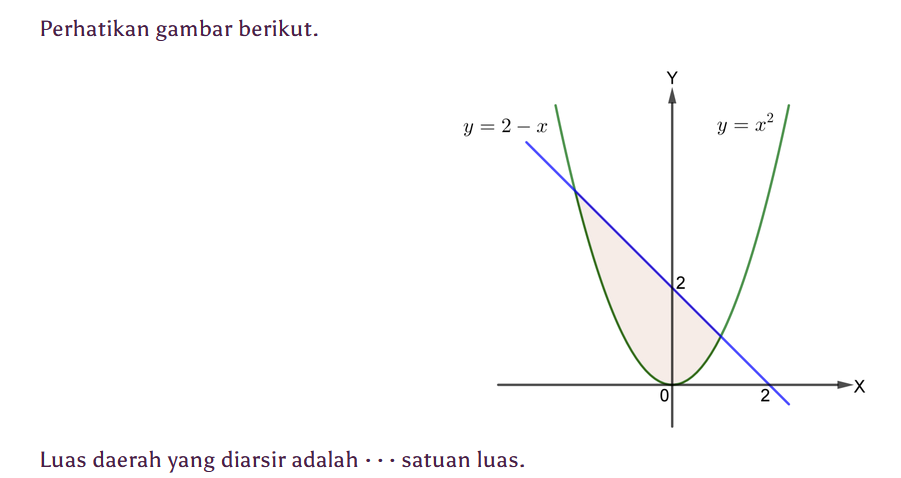 Perhatikan gambar berikut.
Y
y = 2 − x
y = x²
2
0
2
X
Luas daerah yang diarsir adalah · · · satuan luas.